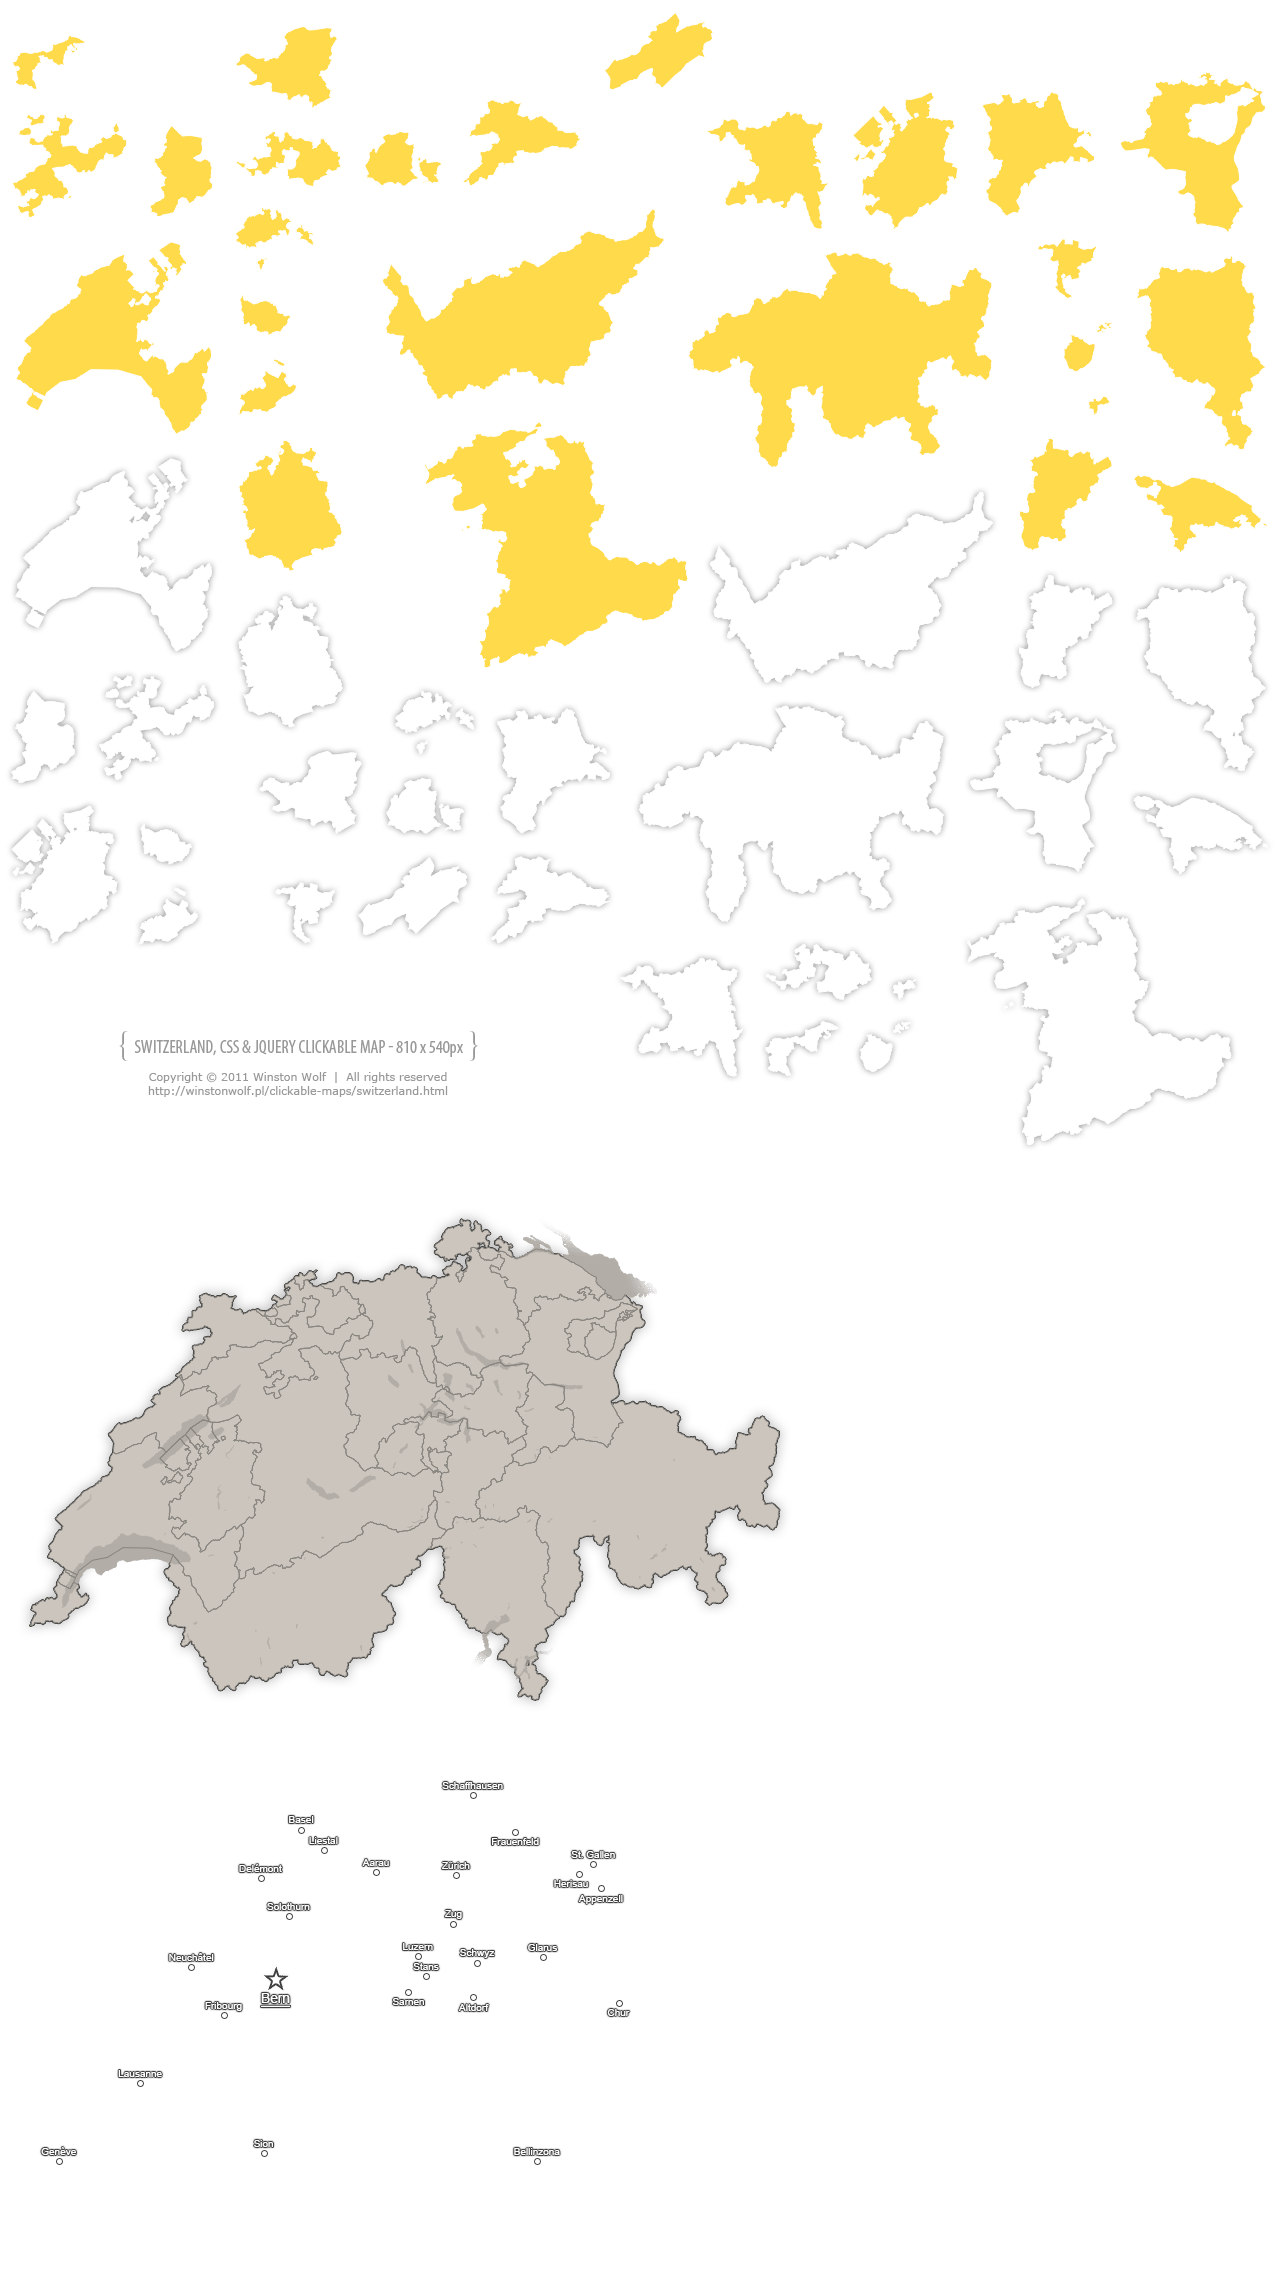 { SWITZERLAND, CSS & JQUERY CLICKABLE MAP - 810 x 540px }
Copyright © 2011 Winston Wolf | All rights reserved
http://winstonwolf.pl/clickable-maps/switzerland.html
Schaffhausen
Basel
Liestal
Frauenfeld
St. Gallen
Delémont
Aarau
Zürich
Herisau
Appenzell
Solothurn
Zug
Luzern
Schwyz
Glarus
Neuchâtel
Stans
Bern
Sarnen
Altdorf
Fribourg
Chur
Lausanne
Sion
Genève
Bellinzona